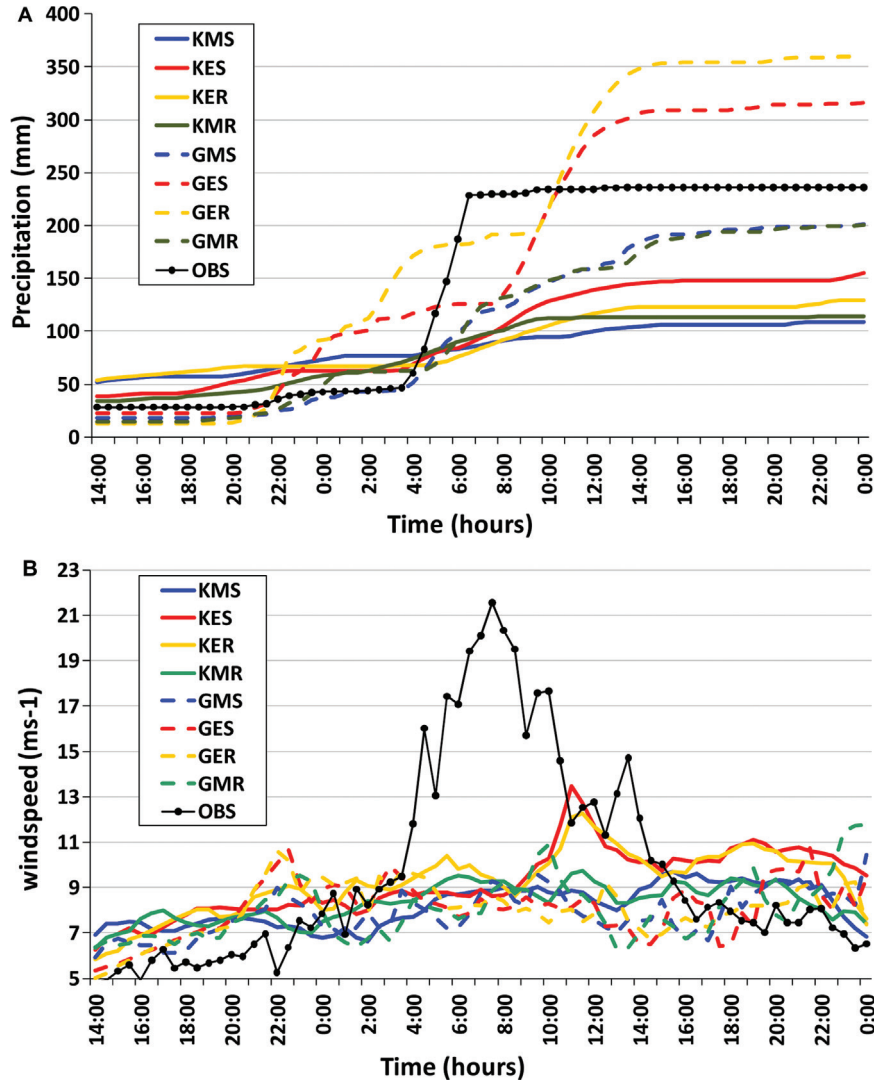 A
400
350
300
250
200
150
100
50
0
Precipitation (mm)
KMS
KES
KER
KMR
GMS
GES
GER
GMR
OBS
14:00
16:00
18:00
20:00
22:00
0:00
2:00
4:00
6:00
8:00
10:00
12:00
14:00
16:00
18:00
20:00
22:00
0:00
Time (hours)
B
23
21
19
17
15
13
11
9
7
5
windspeed (ms-1)
KMS
KES
KER
KMR
GMS
GES
GER
GMR
OBS
14:00
16:00
18:00
20:00
22:00
0:00
2:00
4:00
6:00
8:00
10:00
12:00
14:00
16:00
18:00
20:00
22:00
0:00
Time (hours)